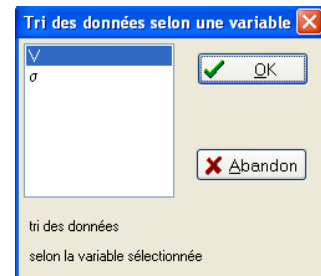 Tri des données selon une variable
V
σ
OK
Abandon
tri des données
selon la variable sélectionnée